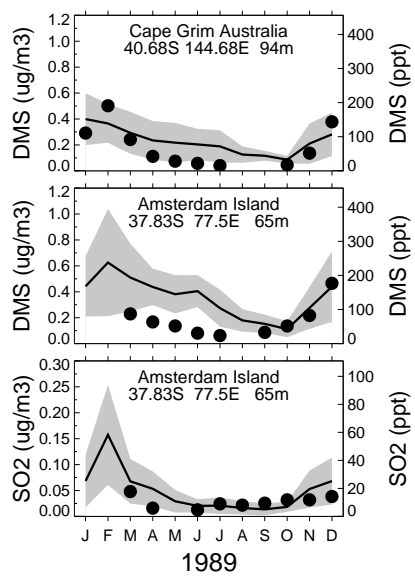 Cape Grim Australia
40.68S 144.68E 94m
DMS (ug/m3)
1.2
1.0
0.8
0.6
0.4
0.2
0.0
400
300
200
100
0
DMS (ppt)
Amsterdam Island
37.83S 77.5E 65m
DMS (ug/m3)
1.2
1.0
0.8
0.6
0.4
0.2
0.0
400
300
200
100
0
DMS (ppt)
Amsterdam Island
37.83S 77.5E 65m
SO2 (ug/m3)
0.30
0.25
0.20
0.15
0.10
0.05
0.00
100
80
60
40
20
0
SO2 (ppt)
J F M A M J J A S O N D
1989